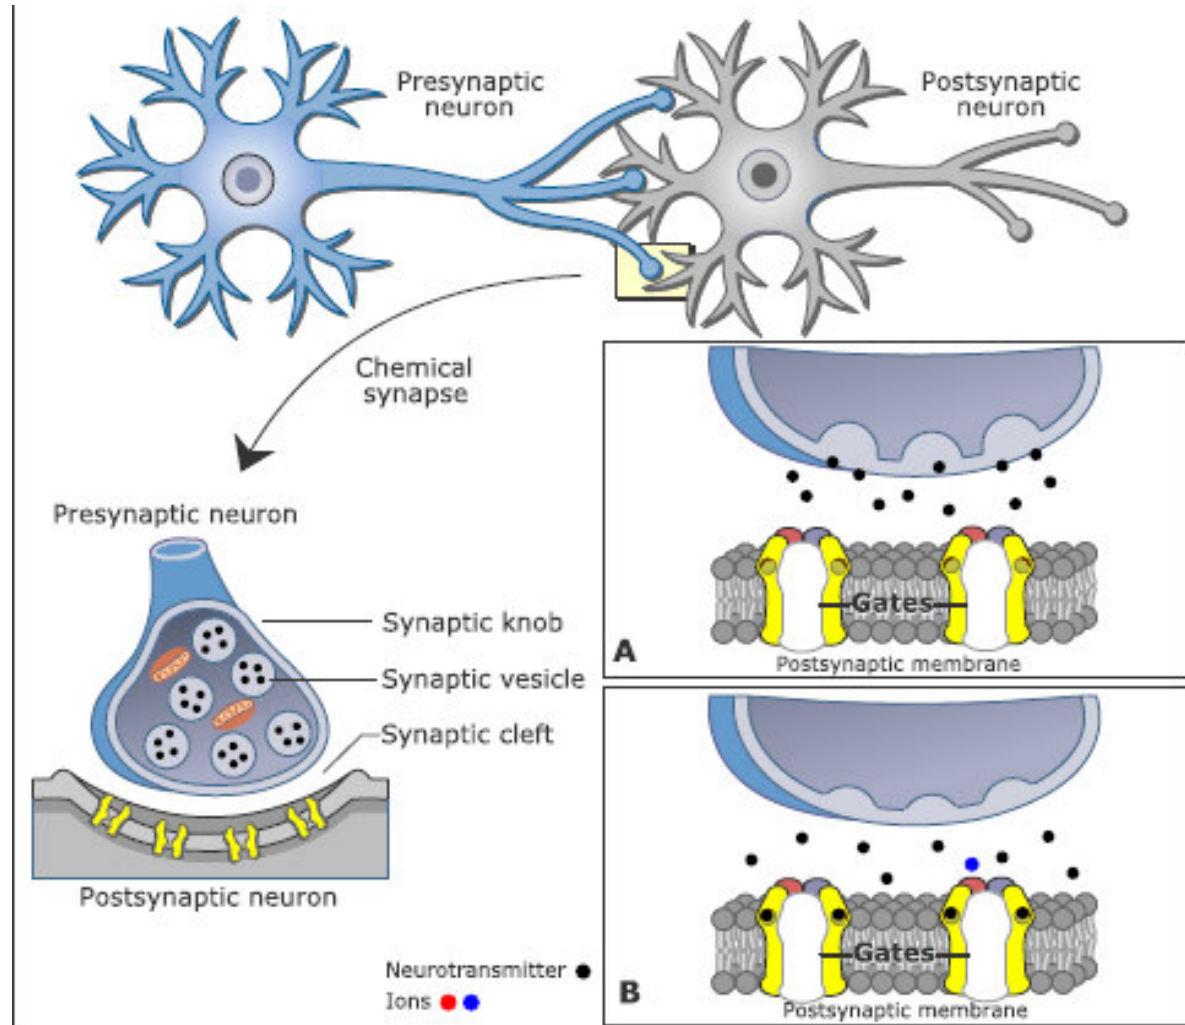 Presynaptic
neuron
Postsynaptic
neuron
Chemical
synapse
Presynaptic neuron
Synaptic knob
Synaptic vesicle
Synaptic cleft
Postsynaptic neuron
Neurotransmitter
Ions
Gates
A
Postsynaptic membrane
Gates
B
Postsynaptic membrane